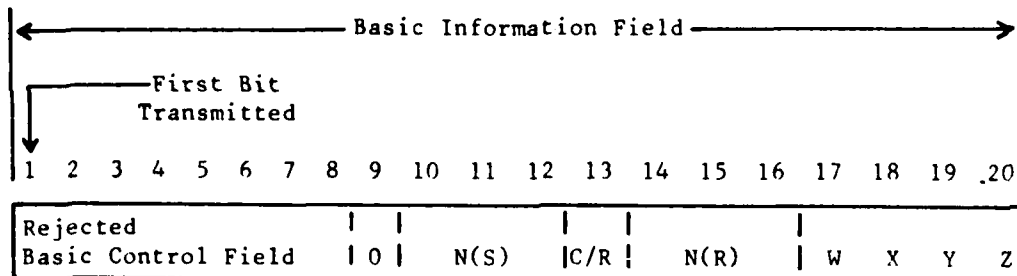 Basic Information Field
First Bit
Transmitted
1 2 3 4 5 6 7 8 9 10 11 12 13 14 15 16 17 18 19 .20
Rejected
Basic Control Field 0 N(S) C/R N(R) W X Y Z